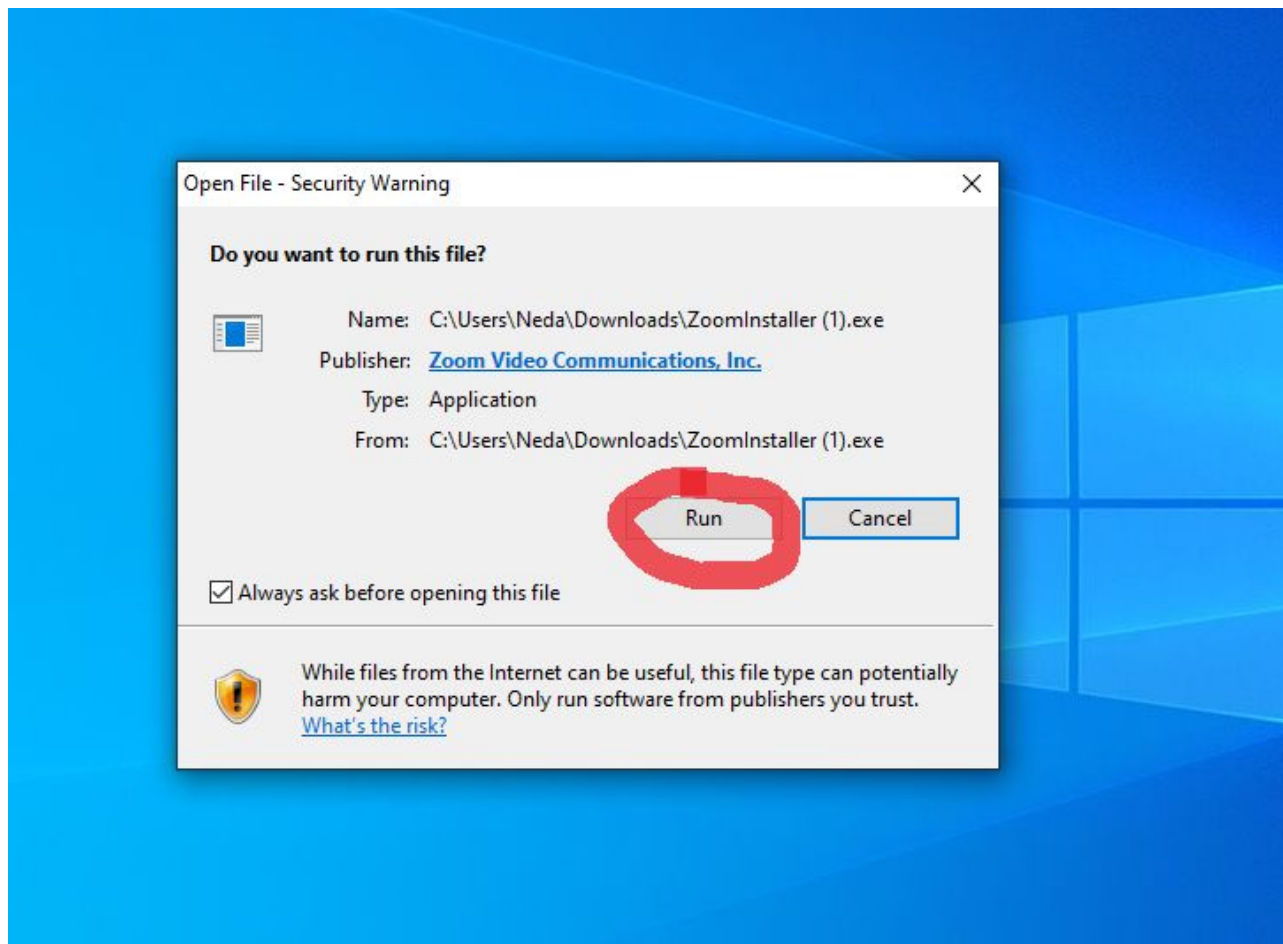 Open File - Security Warning
Do you want to run this file?
Name: C:\Users\Neda\Downloads\ZoomInstaller (1).exe
Publisher: Zoom Video Communications, Inc.
Type: Application
From: C:\Users\Neda\Downloads\ZoomInstaller (1).exe
Run Cancel
Always ask before opening this file
While files from the Internet can be useful, this file type can potentially
harm your computer. Only run software from publishers you trust.
What's the risk?